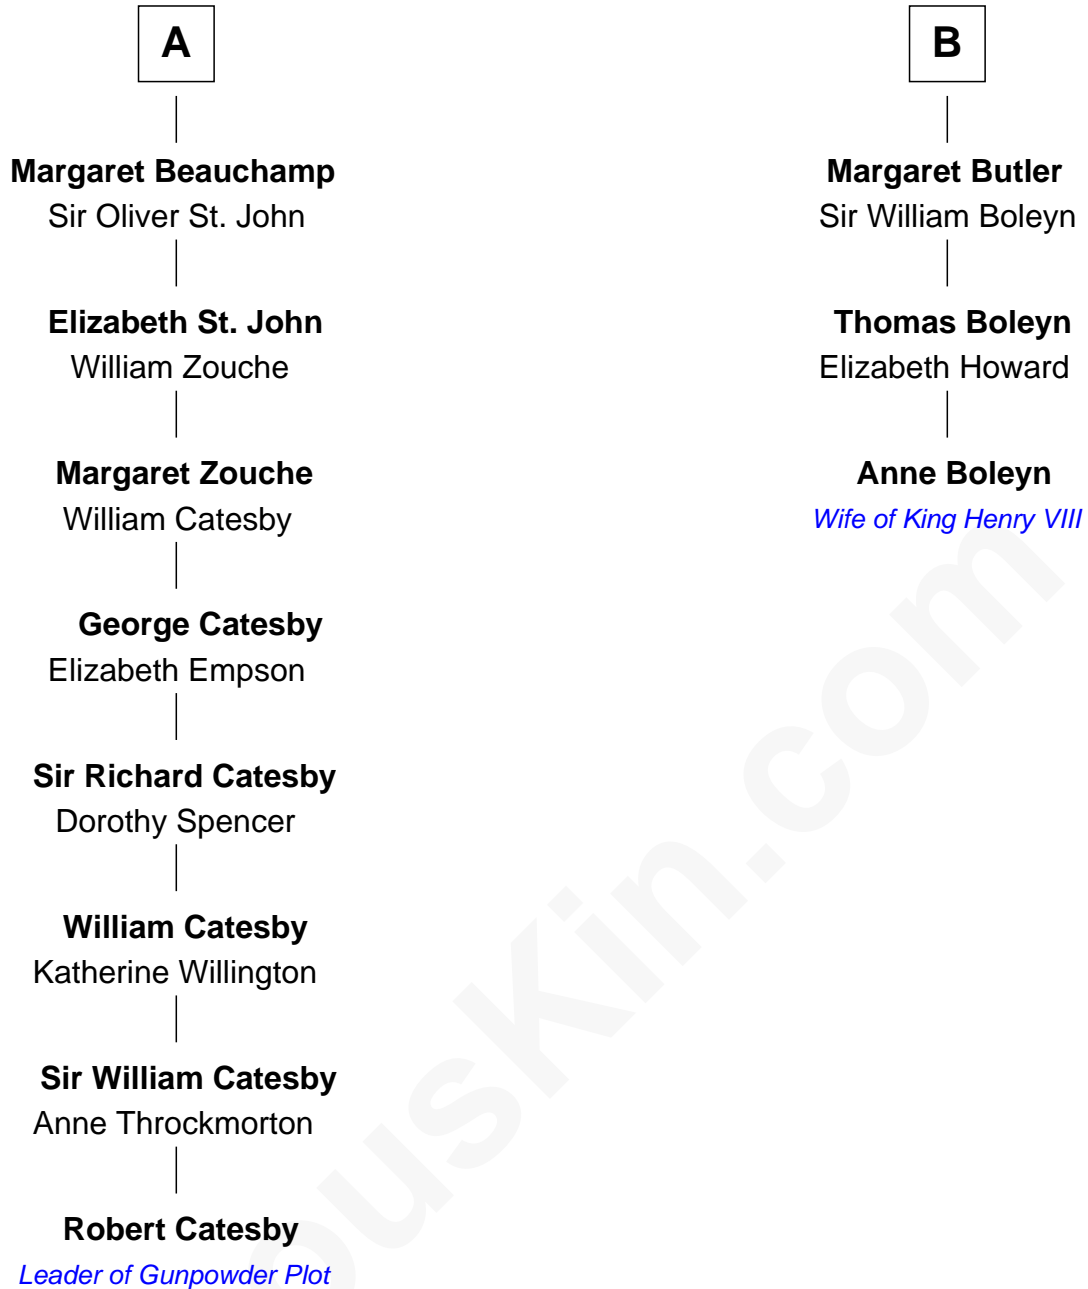 A
Margaret Beauchamp
Sir Oliver St. John
Elizabeth St. John
William Zouche
Margaret Zouche
William Catesby
George Catesby
Elizabeth Empson
Sir Richard Catesby
Dorothy Spencer
William Catesby
Katherine Willington
Sir William Catesby
Anne Throckmorton
Robert Catesby
Leader of Gunpowder Plot
B
Margaret Butler
Sir William Boleyn
Thomas Boleyn
Elizabeth Howard
Anne Boleyn
Wife of King Henry VIII
ousKin.com